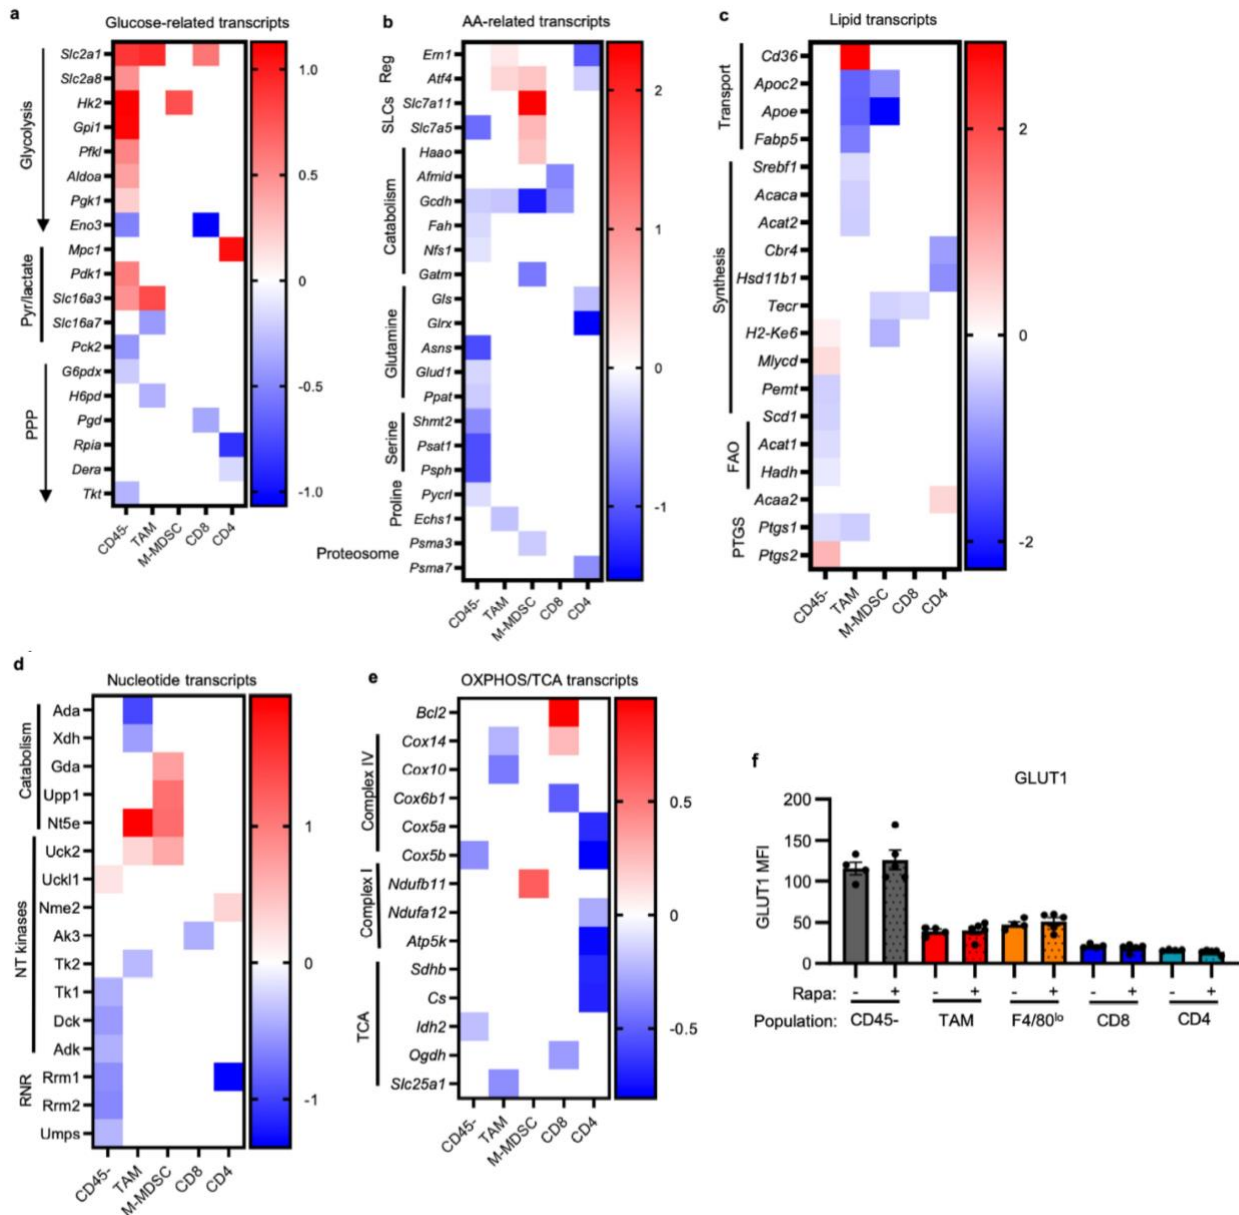 a
Glucose-related transcripts
Glycolysis
Pyr/lactate
PPP
Slc2a1
Slc2a8
Hk2
Gpi1
Pfkl
Aldoa
Pgk1
Eno3
Mpc1
Pdk1
Slc16a3
Slc16a7
Pck2
G6pdx
H6pd
Pgd
Rpia
Dera
Tkt
CD45-
TAM
M-MDSC
CD8
CD4
1.0
0.5
0
-0.5
-1.0
b
AA-related transcripts
Reg
SLCs
Catabolism
Glutamine
Serine
Proline
Proteosome
Ern1
Atf4
Slc7a11
Slc7a5
Haao
Afmid
Gcdh
Fah
Nfs1
Gatm
Gls
Glrx
Asns
Glud1
Ppat
Shmt2
Psat1
Psph
Pycrl
Echs1
Psma3
Psma7
CD45-
TAM
M-MDSC
CD8
CD4
2
1
0
-1
c
Lipid transcripts
Transport
Synthesis
FAO
PTGS
Cd36
Apoc2
Apoe
Fabp5
Srebf1
Acaca
Acat2
Cbr4
Hsd11b1
Tecr
H2-Ke6
Mlycd
Pemt
Scd1
Acat1
Hadh
Acaa2
Ptgs1
Ptgs2
CD45-
TAM
M-MDSC
CD8
CD4
2
0
-2
d
Nucleotide transcripts
Catabolism
NT kinases
RNR
Ada
Xdh
Gda
Upp1
Nt5e
Uck2
Uckl1
Nme2
Ak3
Tk2
Tk1
Dck
Adk
Rrm1
Rrm2
Umps
CD45-
TAM
M-MDSC
CD8
CD4
1
0
-1
e
OXPHOS/TCA transcripts
Complex IV
Complex I
TCA
Bcl2
Cox14
Cox10
Cox6b1
Cox5a
Cox5b
Ndufb11
Ndufa12
Atp5k
Sdhb
Cs
Idh2
Ogdh
Slc25a1
CD45-
TAM
M-MDSC
CD8
CD4
0.5
0
-0.5
f
GLUT1
GLUT1 MFI
200
150
100
50
0
Rapa: - + - + - + - + - +
Population: CD45- TAM F4/80lo CD8 CD4